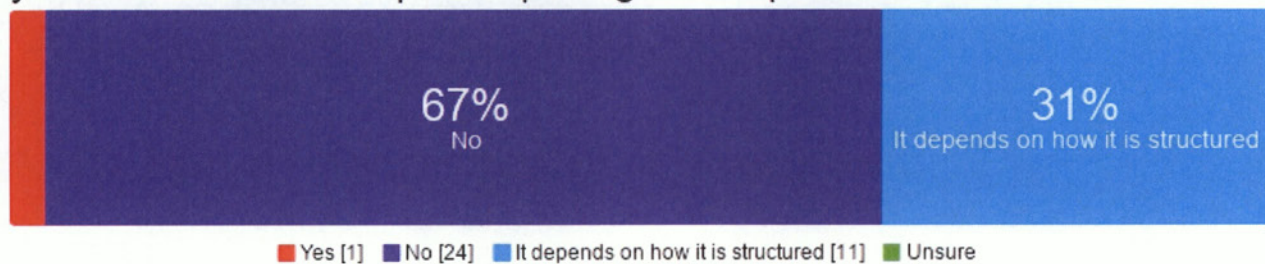 67%
No
31%
It depends on how it is structured
Yes [1] No [24] It depends on how it is structured [11] Unsure